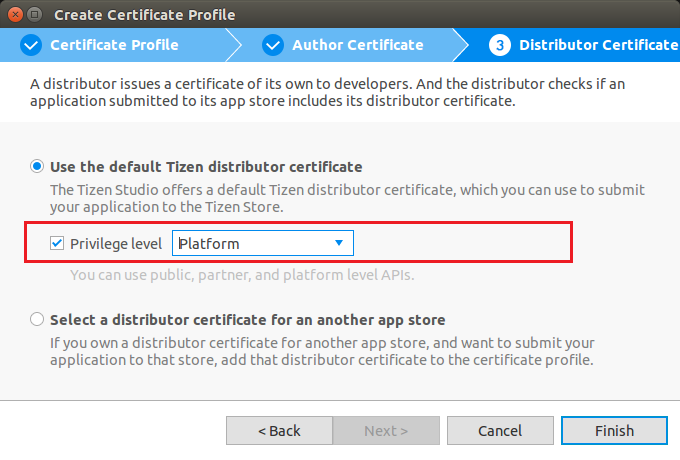 Create Certificate Profile
Certificate Profile
Author Certificate
3 Distributor Certificate
A distributor issues a certificate of its own to developers. And the distributor checks if an
application submitted to its app store includes its distributor certificate.
Use the default Tizen distributor certificate
The Tizen Studio offers a default Tizen distributor certificate, which you can use to submit
your application to the Tizen Store.
Privilege level Platform
You can use public, partner, and platform level APIs.
Select a distributor certificate for an another app store
If you own a distributor certificate for another app store, and want to submit your
application to that store, add that distributor certificate to the certificate profile.
< Back Next > Cancel Finish